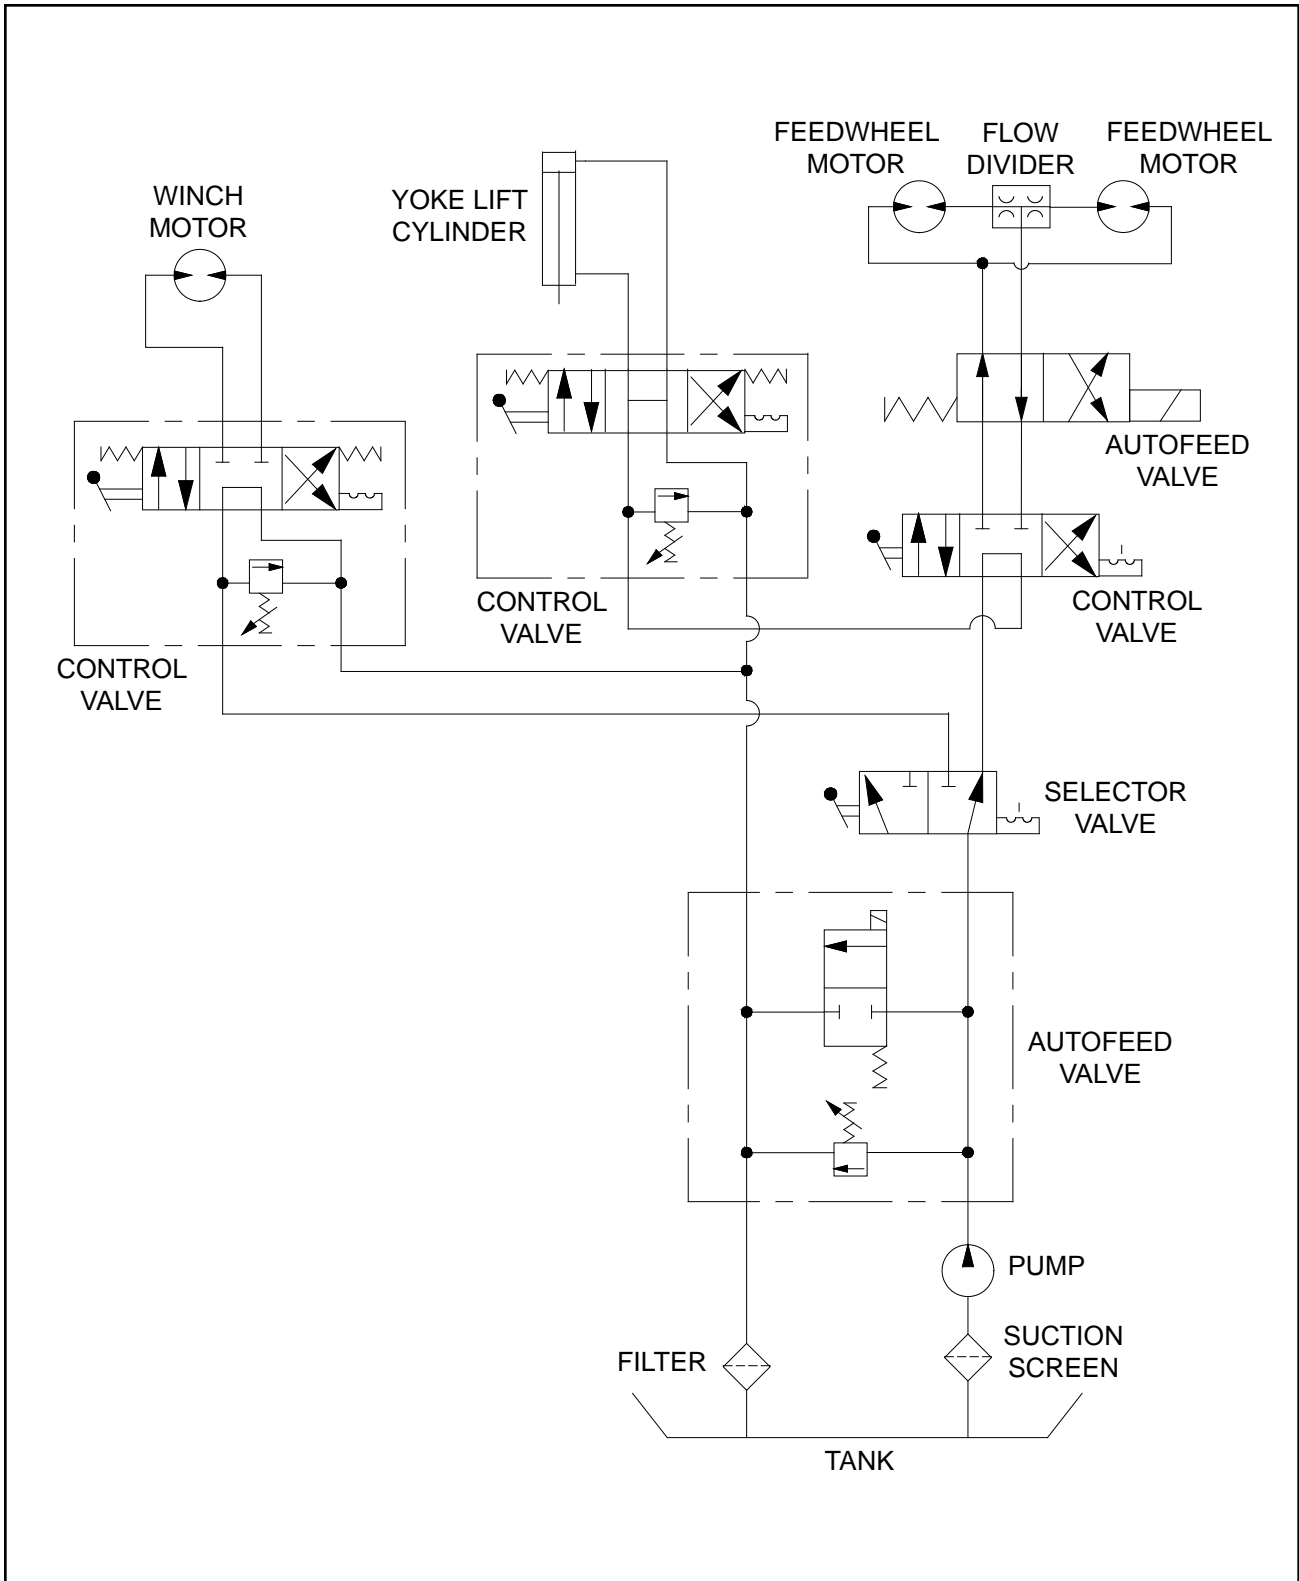 FEEDWHEEL
MOTOR
FLOW
DIVIDER
FEEDWHEEL
MOTOR
WINCH
MOTOR
YOKE LIFT
CYLINDER
AUTOFEED
VALVE
CONTROL
VALVE
CONTROL
VALVE
CONTROL
VALVE
SELECTOR
VALVE
AUTOFEED
VALVE
PUMP
FILTER
SUCTION
SCREEN
TANK